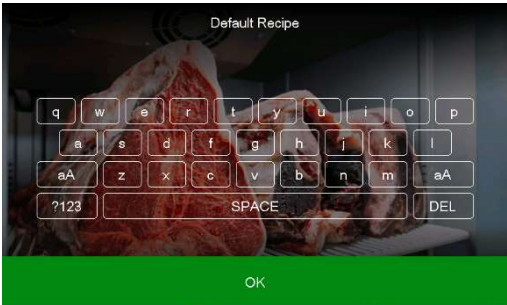 Default Recipe
q w e r t y u i o p
a s d f g h j k l
aA z x c v b n m aA
?123 SPACE DEL
OK